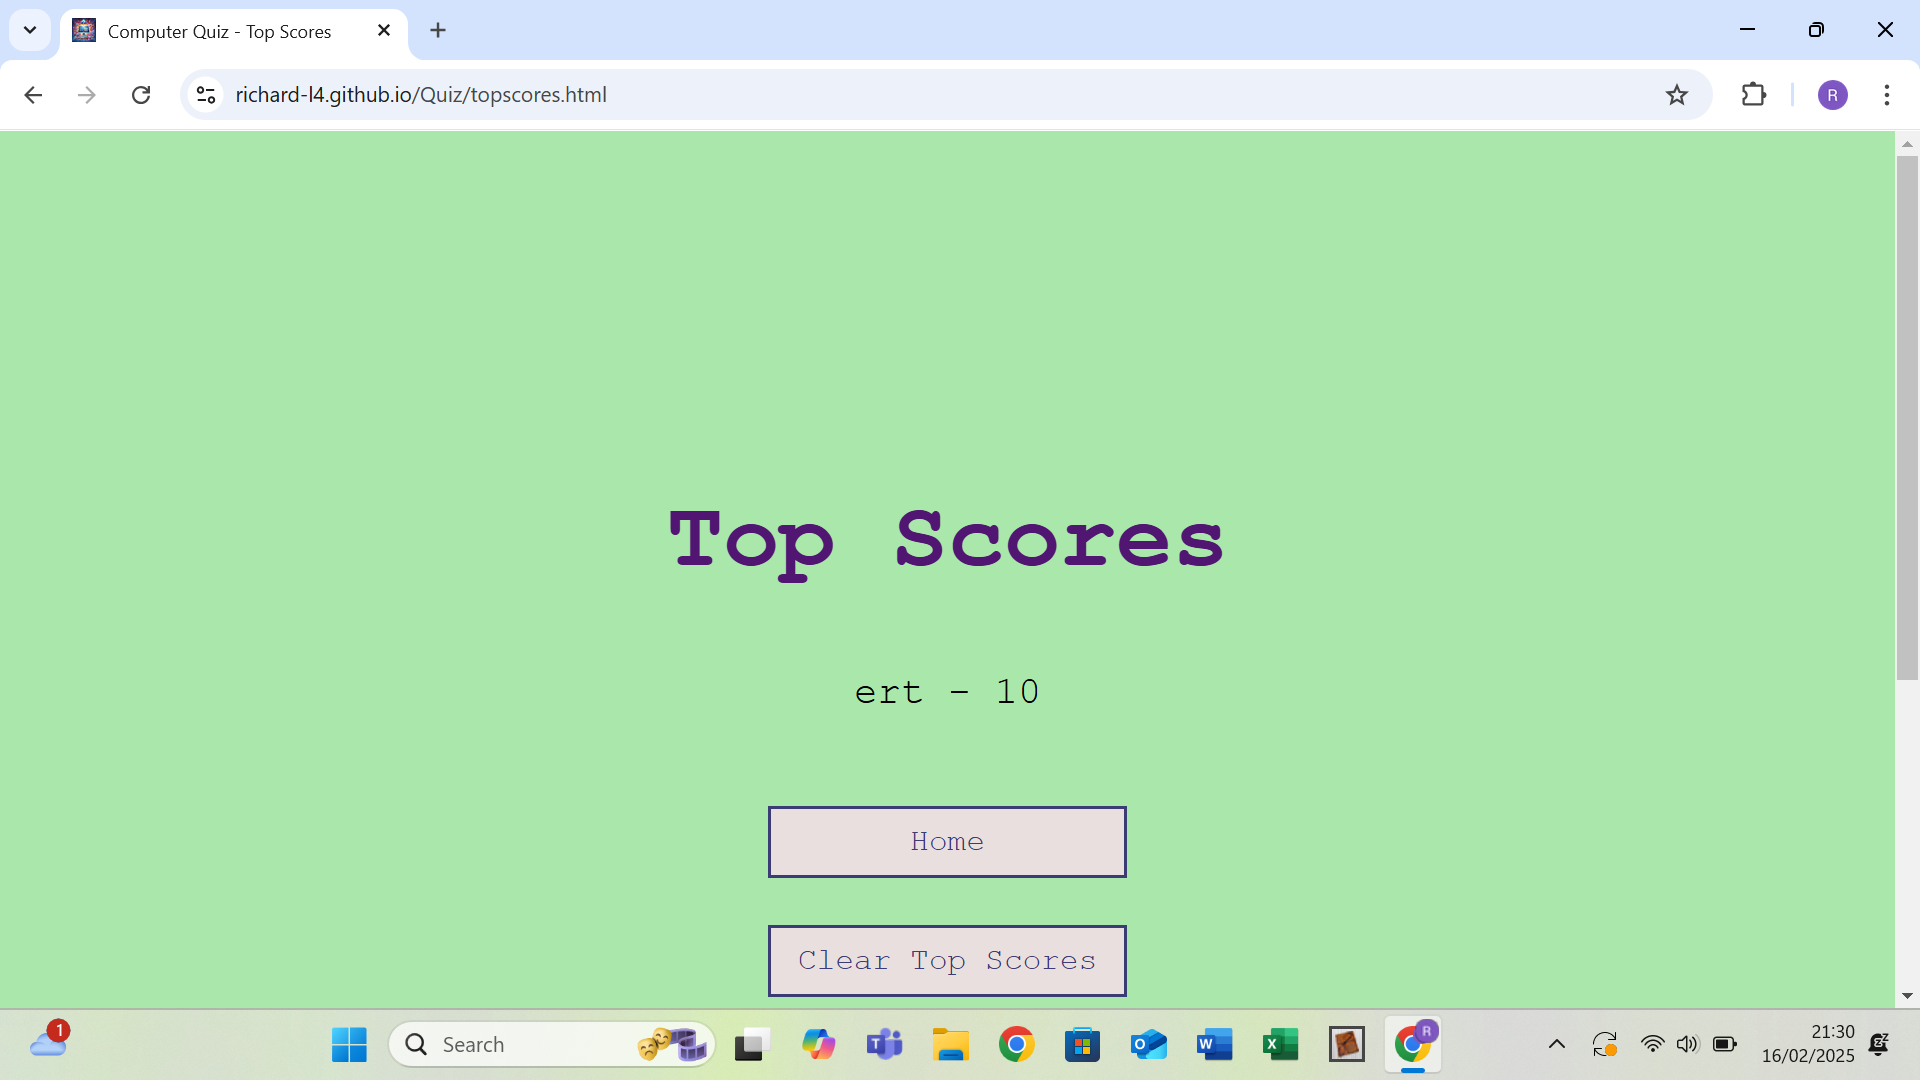 Computer Quiz - Top Scores
richard-l4.github.io/Quiz/topscores.html
R
Top Scores
ert - 10
Home
Clear Top Scores
1
Search
R
21:30
16/02/2025